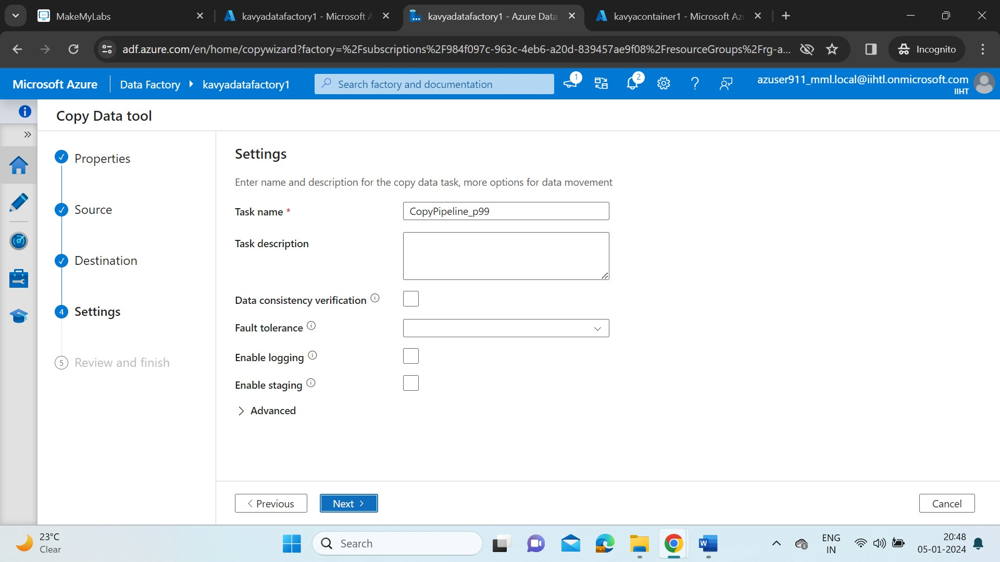 MakeMyLabs
kavyadatafactory1 - Microsoft A
kavyadatafactory1 - Azure Data
kavyacontainer1 - Microsoft Az
adf.azure.com/en/home/copywizard?factory=%2Fsubscriptions%2F984f097c-963c-4eb6-a20d-839457ae9f08%2FresourceGroups%2Frg-a...
Incognito
Microsoft Azure
Data Factory
kavyadatafactory1
Search factory and documentation
1
2
azuser911_mml.local@iihtl.onmicrosoft.com
IIHT
Copy Data tool
Properties
Source
Destination
4 Settings
5 Review and finish
Settings
Enter name and description for the copy data task, more options for data movement
Task name *
CopyPipeline_p99
Task description
Data consistency verification
Fault tolerance
Enable logging
Enable staging
Advanced
Previous
Next
Cancel
23°C
Clear
Search
ENG
IN
20:48
05-01-2024